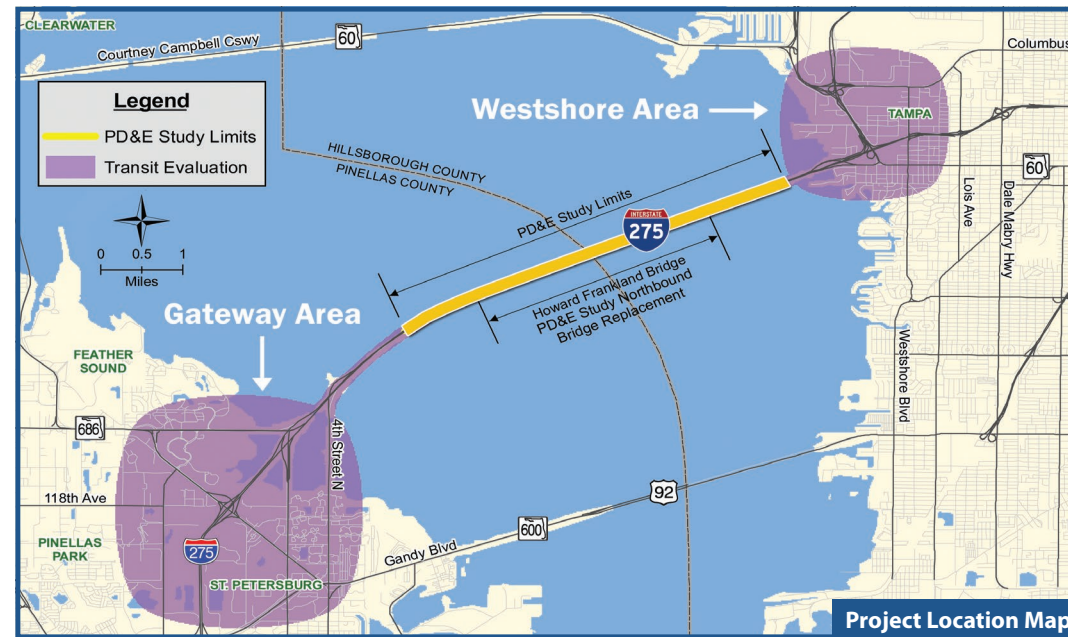 CLEARWATER
Courtney Campbell Cswy
60
Columbus
Legend
PD&E Study Limits
Transit Evaluation
Westshore Area
TAMPA
HILLSBOROUGH COUNTY
PINELLAS COUNTY
60
Lois Ave
Dale Mabry Hwy
PD&E Study Limits
INTERSTATE
275
0 0.5 1
Miles
Howard Frankland Bridge
PD&E Study Northbound
Bridge Replacement
Gateway Area
FEATHER
SOUND
Westshore Blvd
686
4th Street N
118th Ave
92
600
PINELLAS
PARK
275
Gandy Blvd
ST. PETERSBURG
Project Location Map